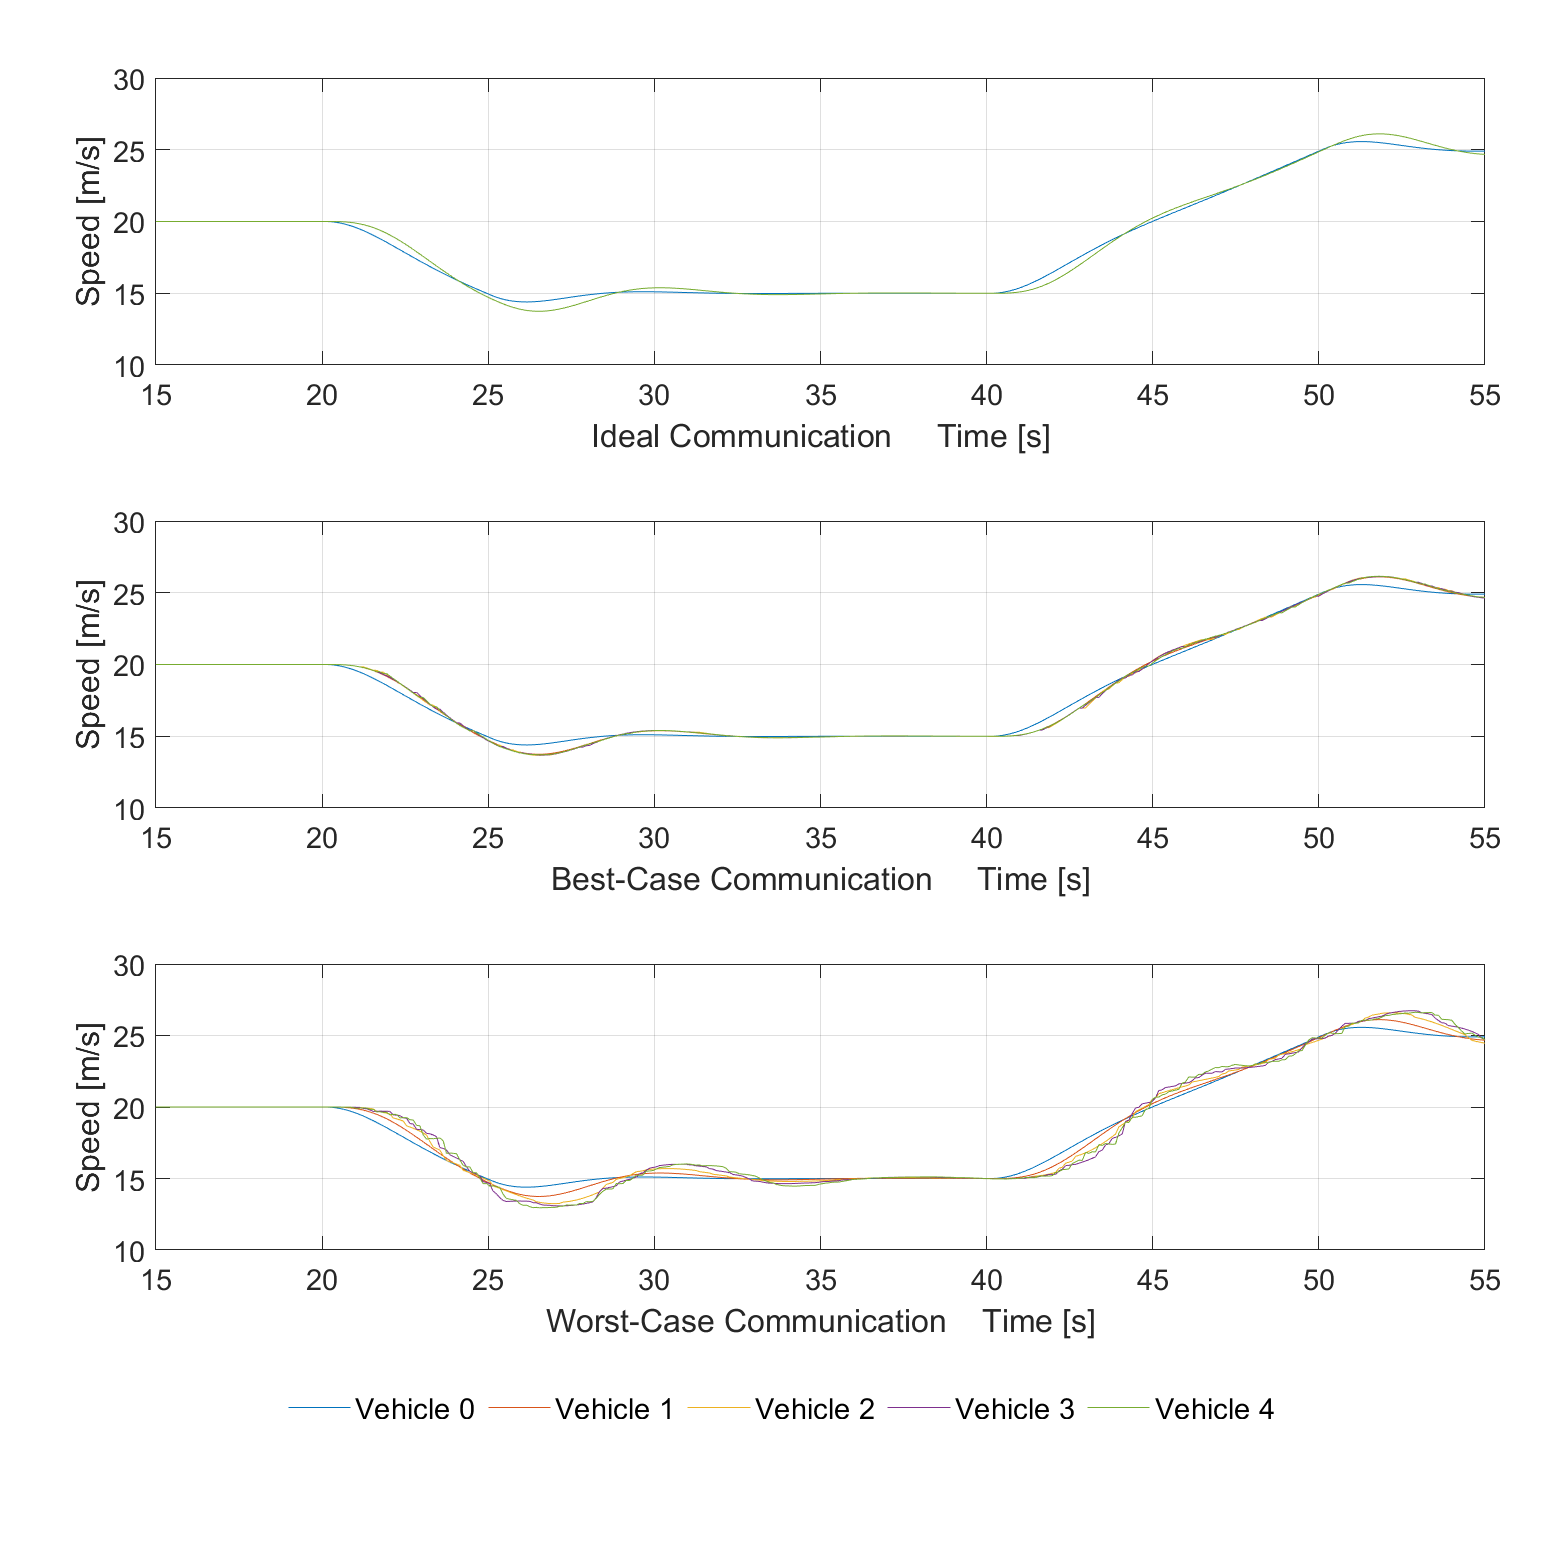 30
25
20
15
10
Speed [m/s]
15 20 25 30 35 40 45 50 55
Ideal Communication Time [s]
30
25
20
15
10
Speed [m/s]
15 20 25 30 35 40 45 50 55
Best-Case Communication Time [s]
30
25
20
15
10
Speed [m/s]
15 20 25 30 35 40 45 50 55
Worst-Case Communication Time [s]
Vehicle 0 Vehicle 1 Vehicle 2 Vehicle 3 Vehicle 4